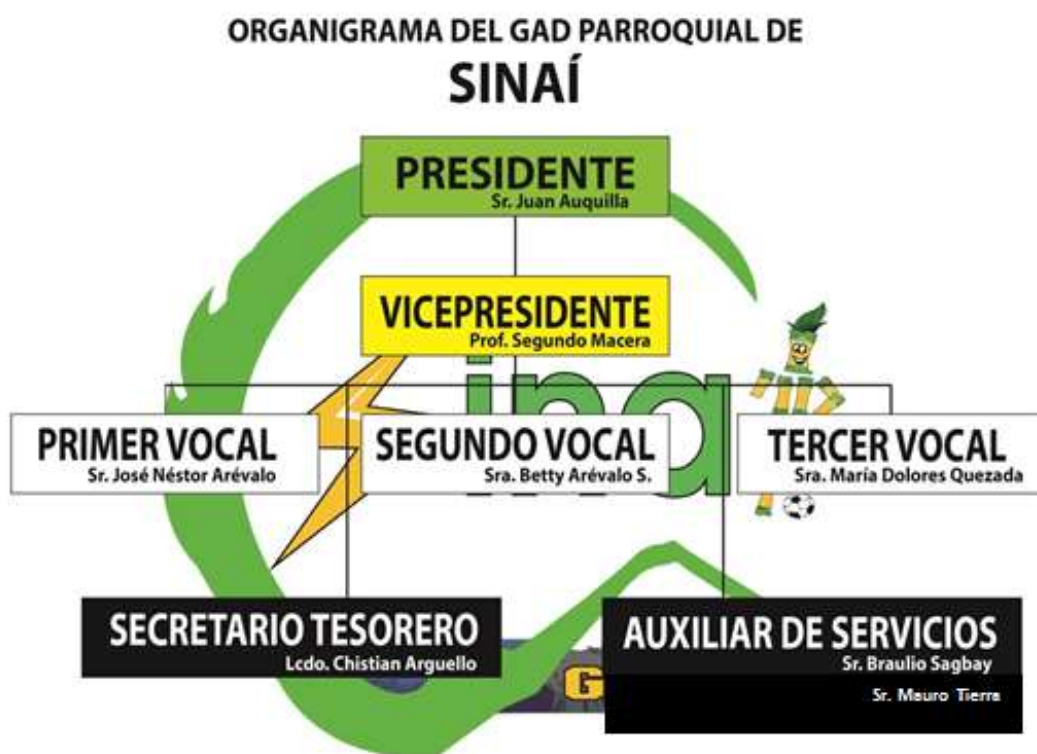 ORGANIGRAMA DEL GAD PARROQUIAL DE
SINAÍ
PRESIDENTE
Sr. Juan Auquilla
VICEPRESIDENTE
Prof. Segundo Macera
PRIMER VOCAL
Sr. José Néstor Arévalo
SEGUNDO VOCAL
Sra. Betty Arévalo S.
TERCER VOCAL
Sra. María Dolores Quezada
SECRETARIO TESORERO
Lcdo. Chistian Arguello
AUXILIAR DE SERVICIOS
Sr. Braulio Sagbay
Sr. Mauro Tierra